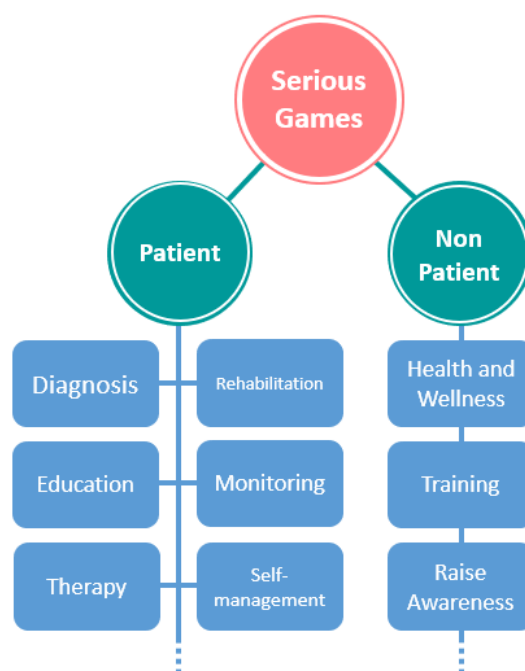 Serious
Games
Patient
Non
Patient
Diagnosis
Rehabilitation
Health and
Wellness
Education
Monitoring
Training
Therapy
Self-
management
Raise
Awareness